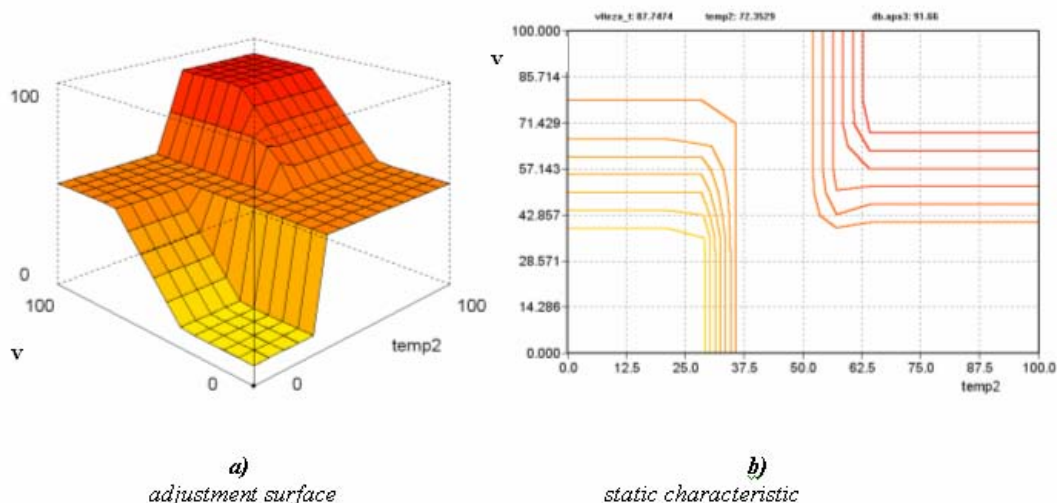 100
0
100
v
0
0
100
temp2
a)
adjustment surface
viteza_t: 87.7474 temp2: 72.3529 db.apa3: 91.66
v
100.000
85.714
71.429
57.143
42.857
28.571
14.286
0.000
0.0 12.5 25.0 37.5 50.0 62.5 75.0 87.5 100.0
temp2
b)
static characteristic